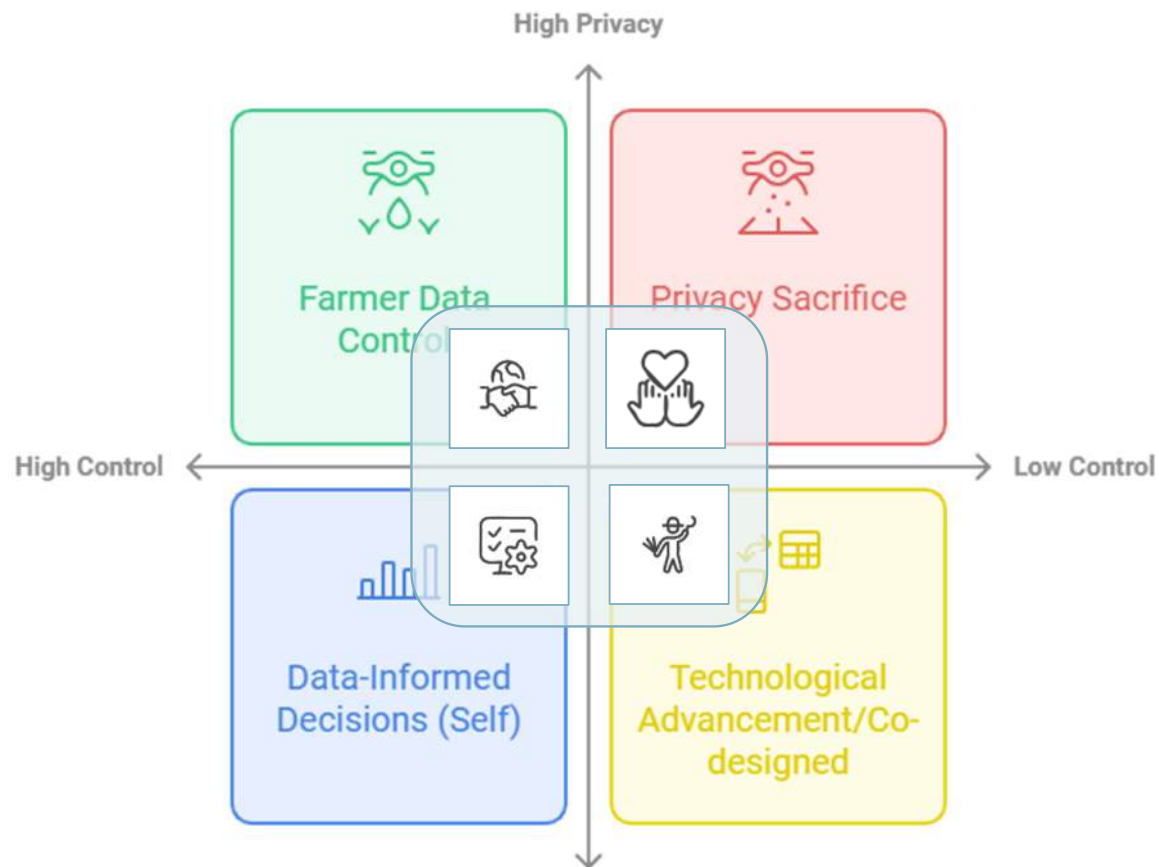 High Privacy
Farmer Data
Control
Privacy Sacrifice
High Control
Low Control
Data-Informed
Decisions (Self)
Technological
Advancement/Co-
designed